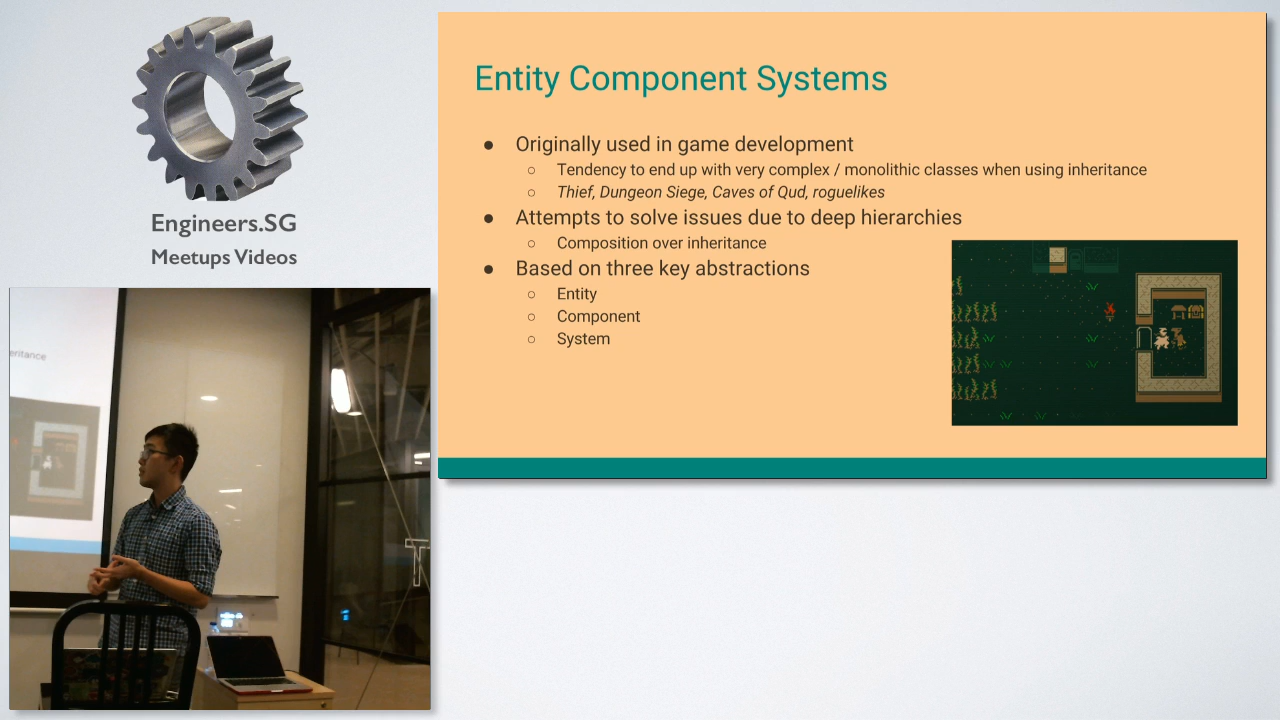 Engineers.SG
Meetups Videos
Entity Component Systems
● Originally used in game development
○ Tendency to end up with very complex / monolithic classes when using inheritance
○ Thief, Dungeon Siege, Caves of Qud, roguelikes
● Attempts to solve issues due to deep hierarchies
○ Composition over inheritance
● Based on three key abstractions
○ Entity
○ Component
○ System
eritance
T